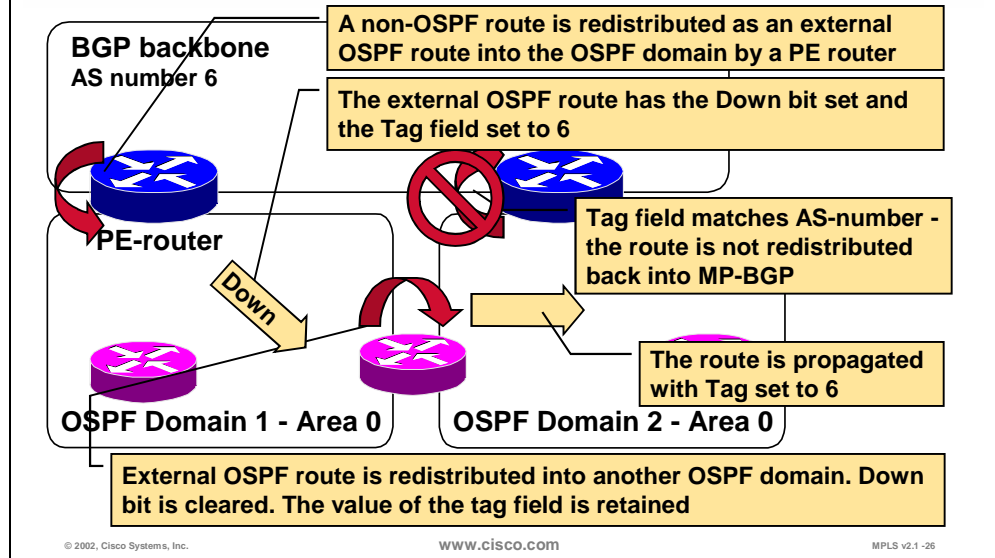 A non-OSPF route is redistributed as an external
OSPF route into the OSPF domain by a PE router
BGP backbone
AS number 6
The external OSPF route has the Down bit set and
the Tag field set to 6
Tag field matches AS-number -
the route is not redistributed
back into MP-BGP
PE-router
Down
The route is propagated
with Tag set to 6
OSPF Domain 1 - Area 0
OSPF Domain 2 - Area 0
External OSPF route is redistributed into another OSPF domain. Down
bit is cleared. The value of the tag field is retained
© 2002, Cisco Systems, Inc.
www.cisco.com
MPLS v2.1 -26